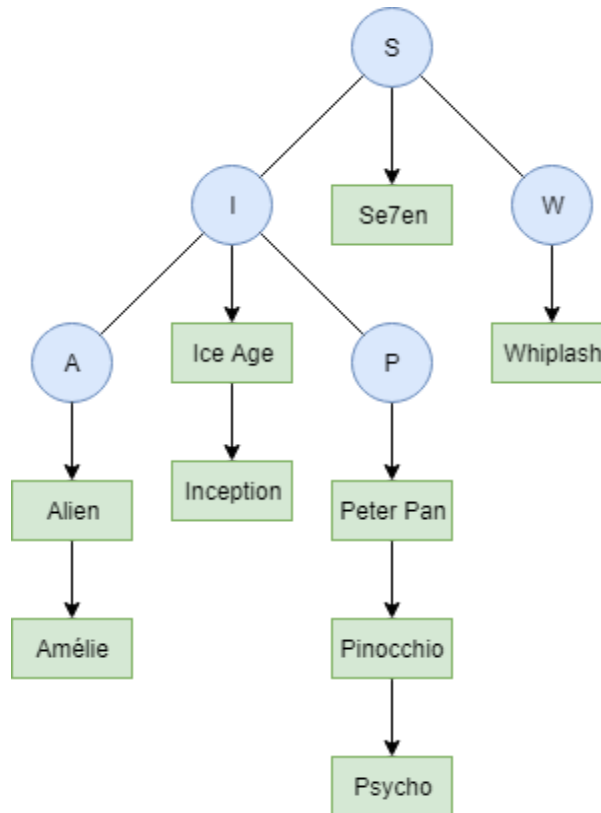 S
I
Se7en
W
A
Ice Age
P
Whiplash
Alien
Inception
Peter Pan
Amélie
Pinocchio
Psycho